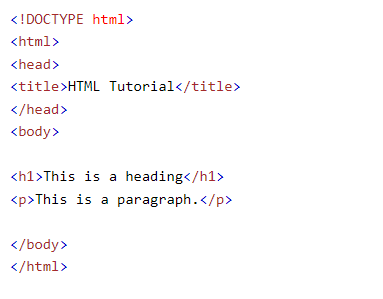 <!DOCTYPE html>
<html>
<head>
<title>HTML Tutorial</title>
</head>
<body>
<h1>This is a heading</h1>
<p>This is a paragraph.</p>
</body>
</html>